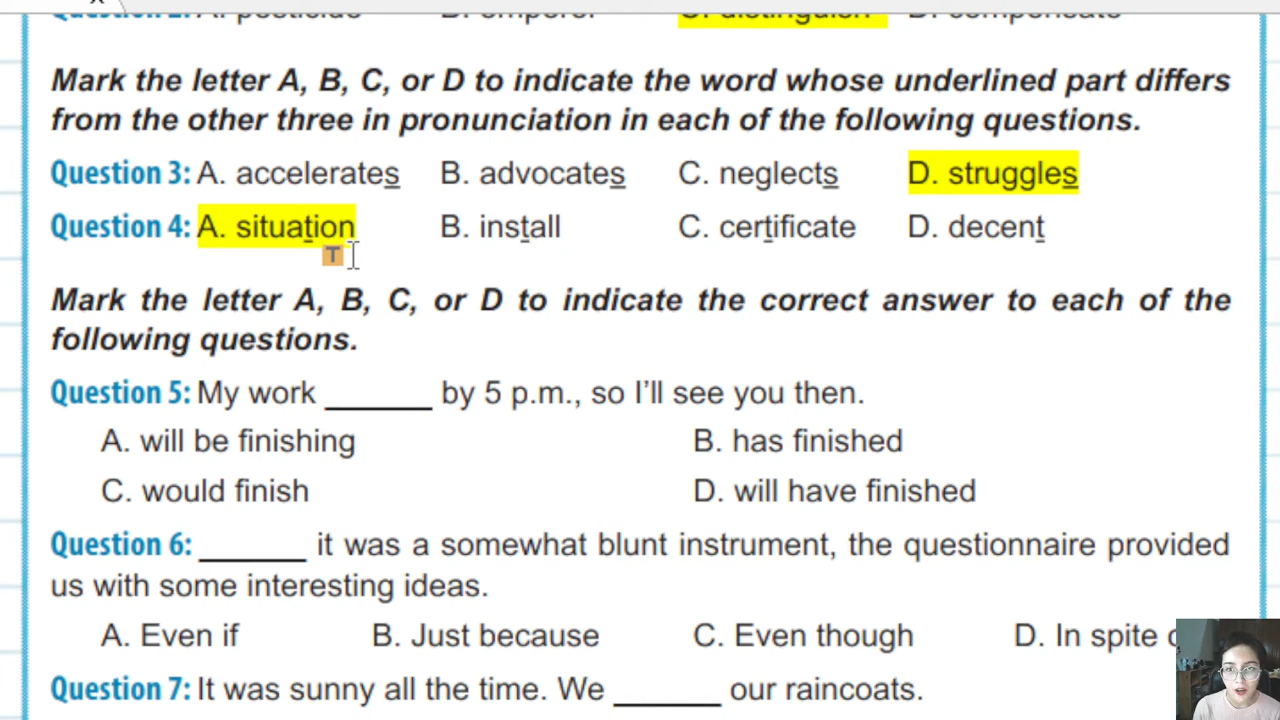 Mark the letter A, B, C, or D to indicate the word whose underlined part differs
from the other three in pronunciation in each of the following questions.
Question 3: A. accelerates B. advocates C. neglects D. struggles
Question 4: A. situation B. install C. certificate D. decent
T
Mark the letter A, B, C, or D to indicate the correct answer to each of the
following questions.
Question 5: My work ______ by 5 p.m., so I'll see you then.
A. will be finishing B. has finished
C. would finish D. will have finished
Question 6: ______ it was a somewhat blunt instrument, the questionnaire provided
us with some interesting ideas.
A. Even if B. Just because C. Even though D. In spite
Question 7: It was sunny all the time. We ______ our raincoats.